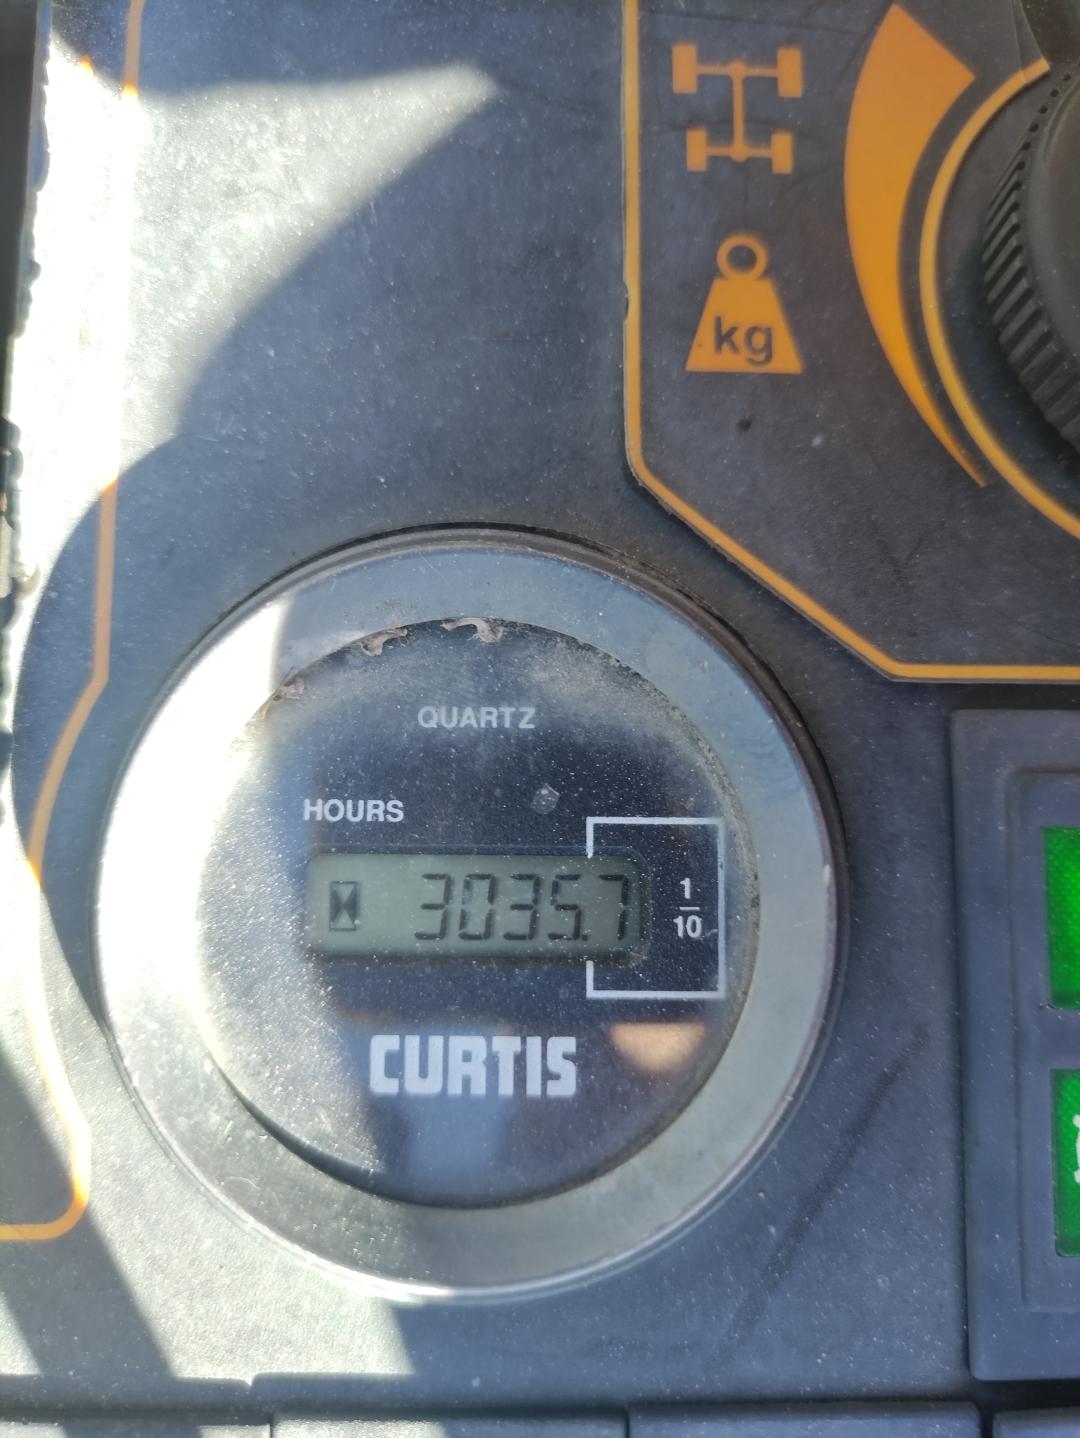 kg
QUARTZ
HOURS
3035.7
1
10
CURTIS